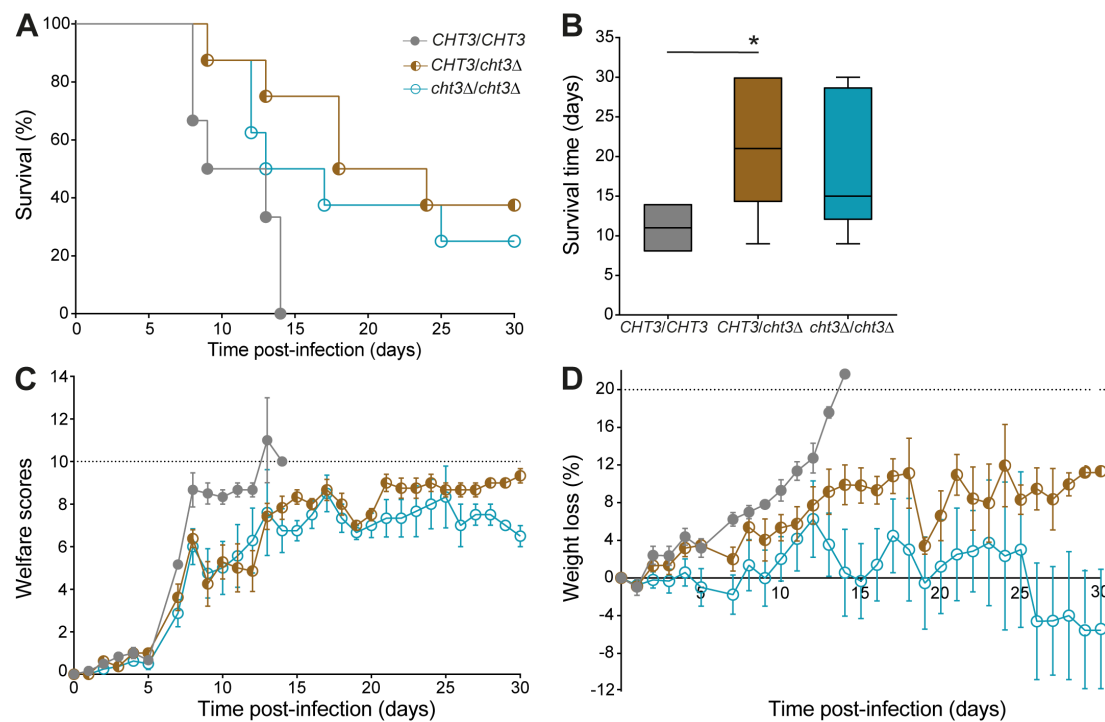 A
100
80
60
40
20
0
Survival (%)
CHT3/CHT3
CHT3/cht3Δ
cht3Δ/cht3Δ
0 5 10 15 20 25 30
Time post-infection (days)
B
35
30
25
20
15
10
5
0
Survival time (days)
*
CHT3/CHT3 CHT3/cht3Δ cht3Δ/cht3Δ
C
14
12
10
8
6
4
2
0
Welfare scores
0 5 10 15 20 25 30
Time post-infection (days)
D
20
16
12
8
4
0
-4
-8
-12
Weight loss (%)
5 10 15 20 25 30
Time post-infection (days)